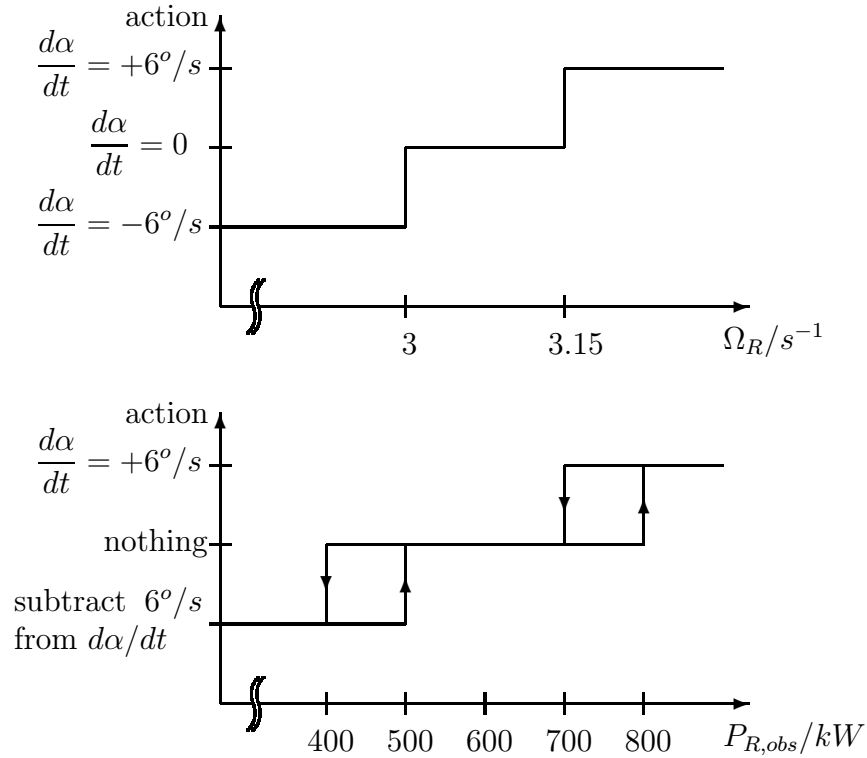 action
dα/dt = +6°/s
dα/dt = 0
dα/dt = −6°/s
3 3.15 Ω_R/s⁻¹
action
dα/dt = +6°/s
nothing
subtract 6°/s
from dα/dt
400 500 600 700 800 P_{R,obs}/kW